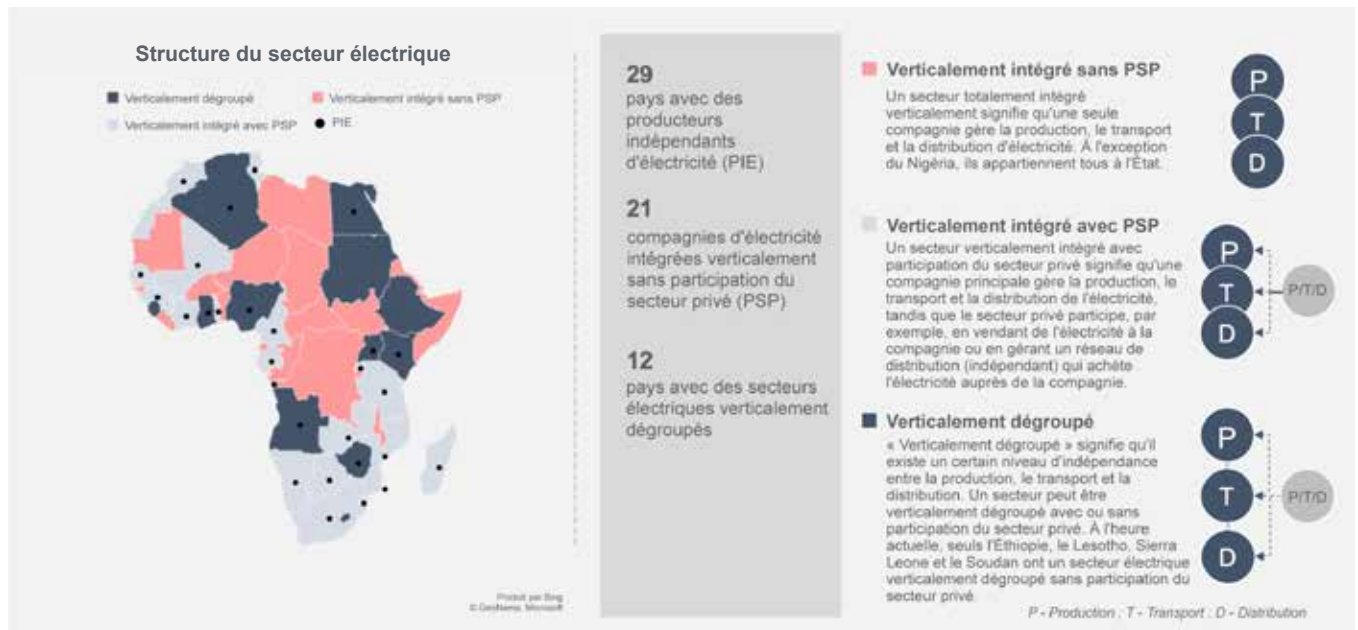 Structure du secteur électrique
Verticalement dégroupé
Verticalement intégré sans PSP
Verticalement intégré avec PSP
PIE
Produit par Bing
© GeoNames, Microsoft
29
pays avec des
producteurs
indépendants
d'électricité (PIE)
21
compagnies d'électricité
intégrées verticalement
sans participation du
secteur privé (PSP)
12
pays avec des secteurs
électriques verticalement
dégroupés
Verticalement intégré sans PSP
Un secteur totalement intégré
verticalement signifie qu'une seule
compagnie gère la production, le transport
et la distribution d'électricité. À l'exception
du Nigéria, ils appartiennent tous à l'État.
P
T
D
Verticalement intégré avec PSP
Un secteur verticalement intégré avec
participation du secteur privé signifie qu'une
compagnie principale gère la production, le
transport et la distribution de l'électricité,
tandis que le secteur privé participe, par
exemple, en vendant de l'électricité à la
compagnie ou en gérant un réseau de
distribution (indépendant) qui achète
l'électricité auprès de la compagnie.
P
T
D
P/T/D
Verticalement dégroupé
« Verticalement dégroupé » signifie qu'il
existe un certain niveau d'indépendance
entre la production, le transport et la
distribution. Un secteur peut être
verticalement dégroupé avec ou sans
participation du secteur privé. À l'heure
actuelle, seuls l'Éthiopie, le Lesotho, Sierra
Leone et le Soudan ont un secteur électrique
verticalement dégroupé sans participation du
secteur privé.
P
T
D
P/T/D
P - Production : T - Transport : D - Distribution